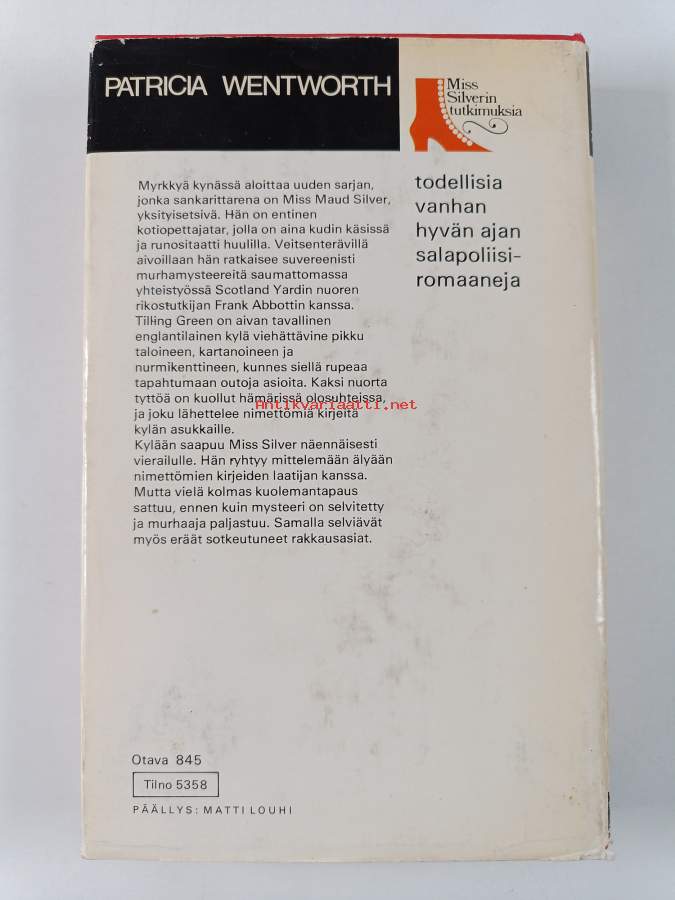 PATRICIA WENTWORTH
Miss
Silverin
tutkimuksia
todellisia
vanhan
hyvän ajan
salapoliisi-
romaaneja
Myrkkyä kynässä aloittaa uuden sarjan,
jonka sankarittarena on Miss Maud Silver,
yksityisetsivä. Hän on entinen
kotiopettajatar, jolla on aina kudin käsissä
ja runositaatti huulilla. Veitsenterävillä
aivoillaan hän ratkaisee suvereenisti
murhamysteereitä saumattomassa
yhteistyössä Scotland Yardin nuoren
rikostutkijan Frank Abbottin kanssa.
Tilling Green on aivan tavallinen
englantilainen kylä viehättävine pikku
taloineen, kartanoineen ja
nurmikenttineen, kunnes siellä rupeaa
tapahtumaan outoja asioita. Kaksi nuorta
tyttöä on kuollut hämärissä olosuhteissa,
Antikvariaatti.net
ja joku lähettelee nimettömiä kirjeitä
kylän asukkaille.
Kylään saapuu Miss Silver näennäisesti
vierailulle. Hän ryhtyy mittelemään älyään
nimettömien kirjeiden laatijan kanssa.
Mutta vielä kolmas kuolemantapaus
sattuu, ennen kuin mysteeri on selvitetty
ja murhaaja paljastuu. Samalla selviävät
myös eräät sotkeutuneet rakkausasiat.
Otava 845
Tilno 5358
PÄÄLLYS: MATTI LOUHI